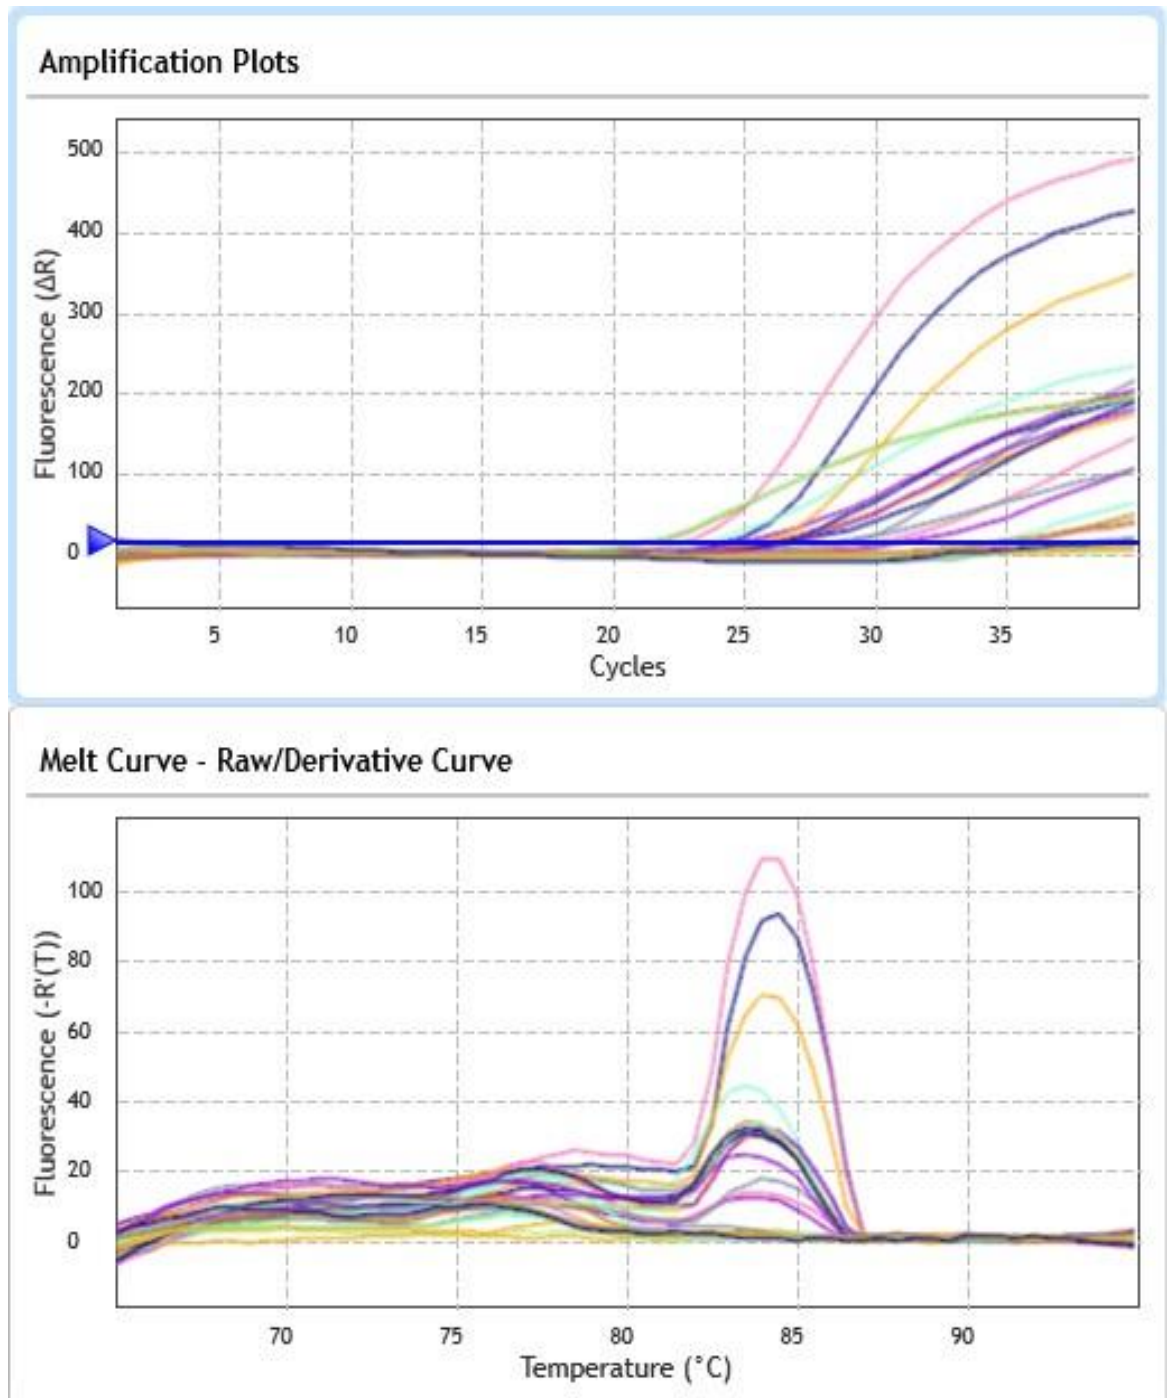 Amplification Plots
500
400
300
200
100
0
Fluorescence (ΔR)
5 10 15 20 25 30 35
Cycles
Melt Curve - Raw/Derivative Curve
100
80
60
40
20
0
Fluorescence (-R'(T))
70 75 80 85 90
Temperature (°C)